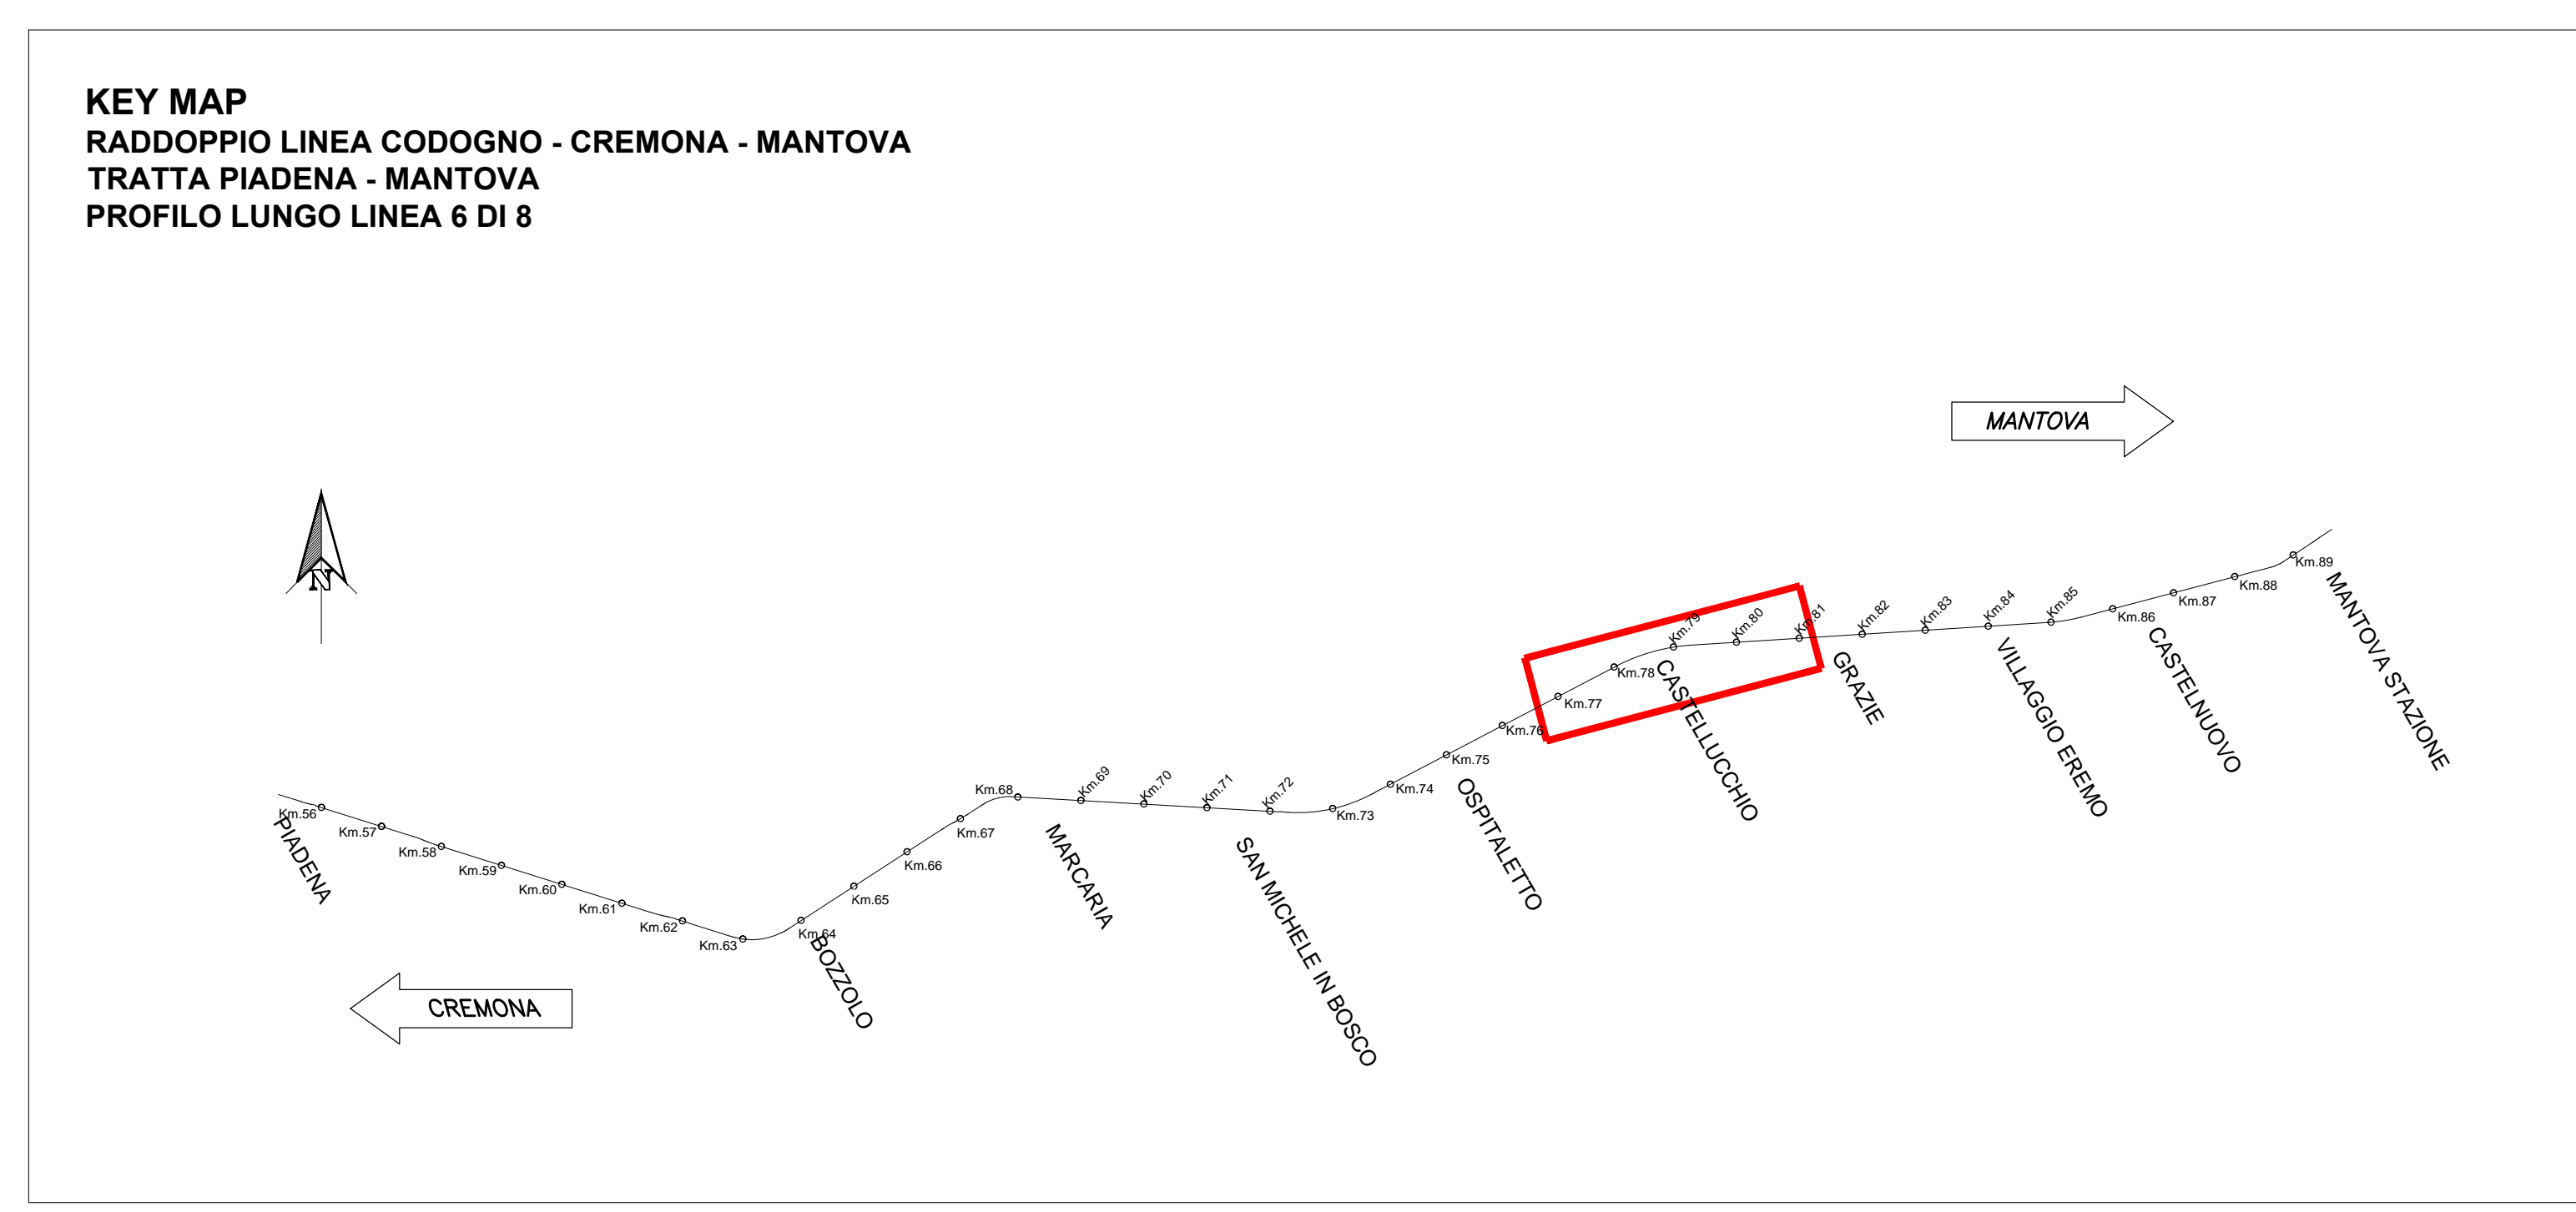 KEY MAP
RADDOPPIO LINEA CODOGNO - CREMONA - MANTOVA
TRATTA PIADENA - MANTOVA
PROFILO LUNGO LINEA 6 DI 8
MANTOVA
N
CREMONA
Km.56
Km.57
Km.58
Km.59
Km.60
Km.61
Km.62
Km.63
Km.64
Km.65
Km.66
Km.67
Km.68
Km.69
Km.70
Km.71
Km.72
Km.73
Km.74
Km.75
Km.76
Km.77
Km.78
Km.79
Km.80
Km.81
Km.82
Km.83
Km.84
Km.85
Km.86
Km.87
Km.88
Km.89
PIADENA
BOZZOLO
MARCARIA
SAN MICHELE IN BOSCO
OSPITALETTO
CASTELLUCCHIO
GRAZIE
VILLAGGIO EREMO
CASTELNUOVO
MANTOVA STAZIONE